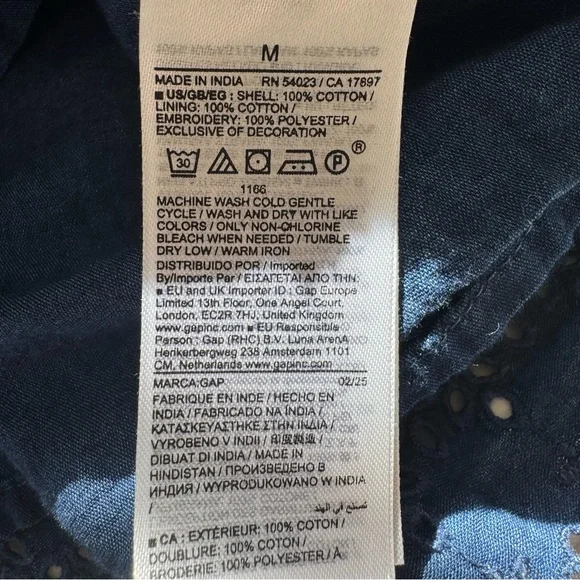 M
MADE IN INDIA RN 54023 / CA 17897
■ US/GB/EG : SHELL: 100% COTTON /
LINING: 100% COTTON /
EMBROIDERY: 100% POLYESTER /
EXCLUSIVE OF DECORATION
30 P ®
1166
MACHINE WASH COLD GENTLE
CYCLE / WASH AND DRY WITH LIKE
COLORS / ONLY NON-CHLORINE
BLEACH WHEN NEEDED / TUMBLE
DRY LOW / WARM IRON
DISTRIBUIDO POR / Imported
By/Importe Par / ΕΙΣΑΓΕΤΑΙ ΑΠΟ ΤΗΝ:
■ EU and UK Importer ID : Gap Europe
Limited 13th Floor, One Angel Court,
London, EC2R 7HJ, United Kingdom
www.gapinc.com ■ EU Responsible
Person : Gap (RHC) B.V. Luna ArenA
Herikerbergweg 238 Amsterdam 1101
CM, Netherlands www.gapinc.com
MARCA:GAP 02/25
FABRIQUE EN INDE / HECHO EN
INDIA / FABRICADO NA ÍNDIA /
ΚΑΤΑΣΚΕΥΑΣΤΗΚΕ ΣΤΗΝ ΙΝΔΙΑ /
VYROBENO V INDII / 印度製造 /
DIBUAT DI INDIA / MADE IN
HINDISTAN / ПРОИЗВЕДЕНО В
ИНДИЯ / WYPRODUKOWANO W INDIA
/ تصنع في الهند
■ CA : EXTÉRIEUR: 100% COTON /
DOUBLURE: 100% COTON /
BRODERIE: 100% POLYESTER / À